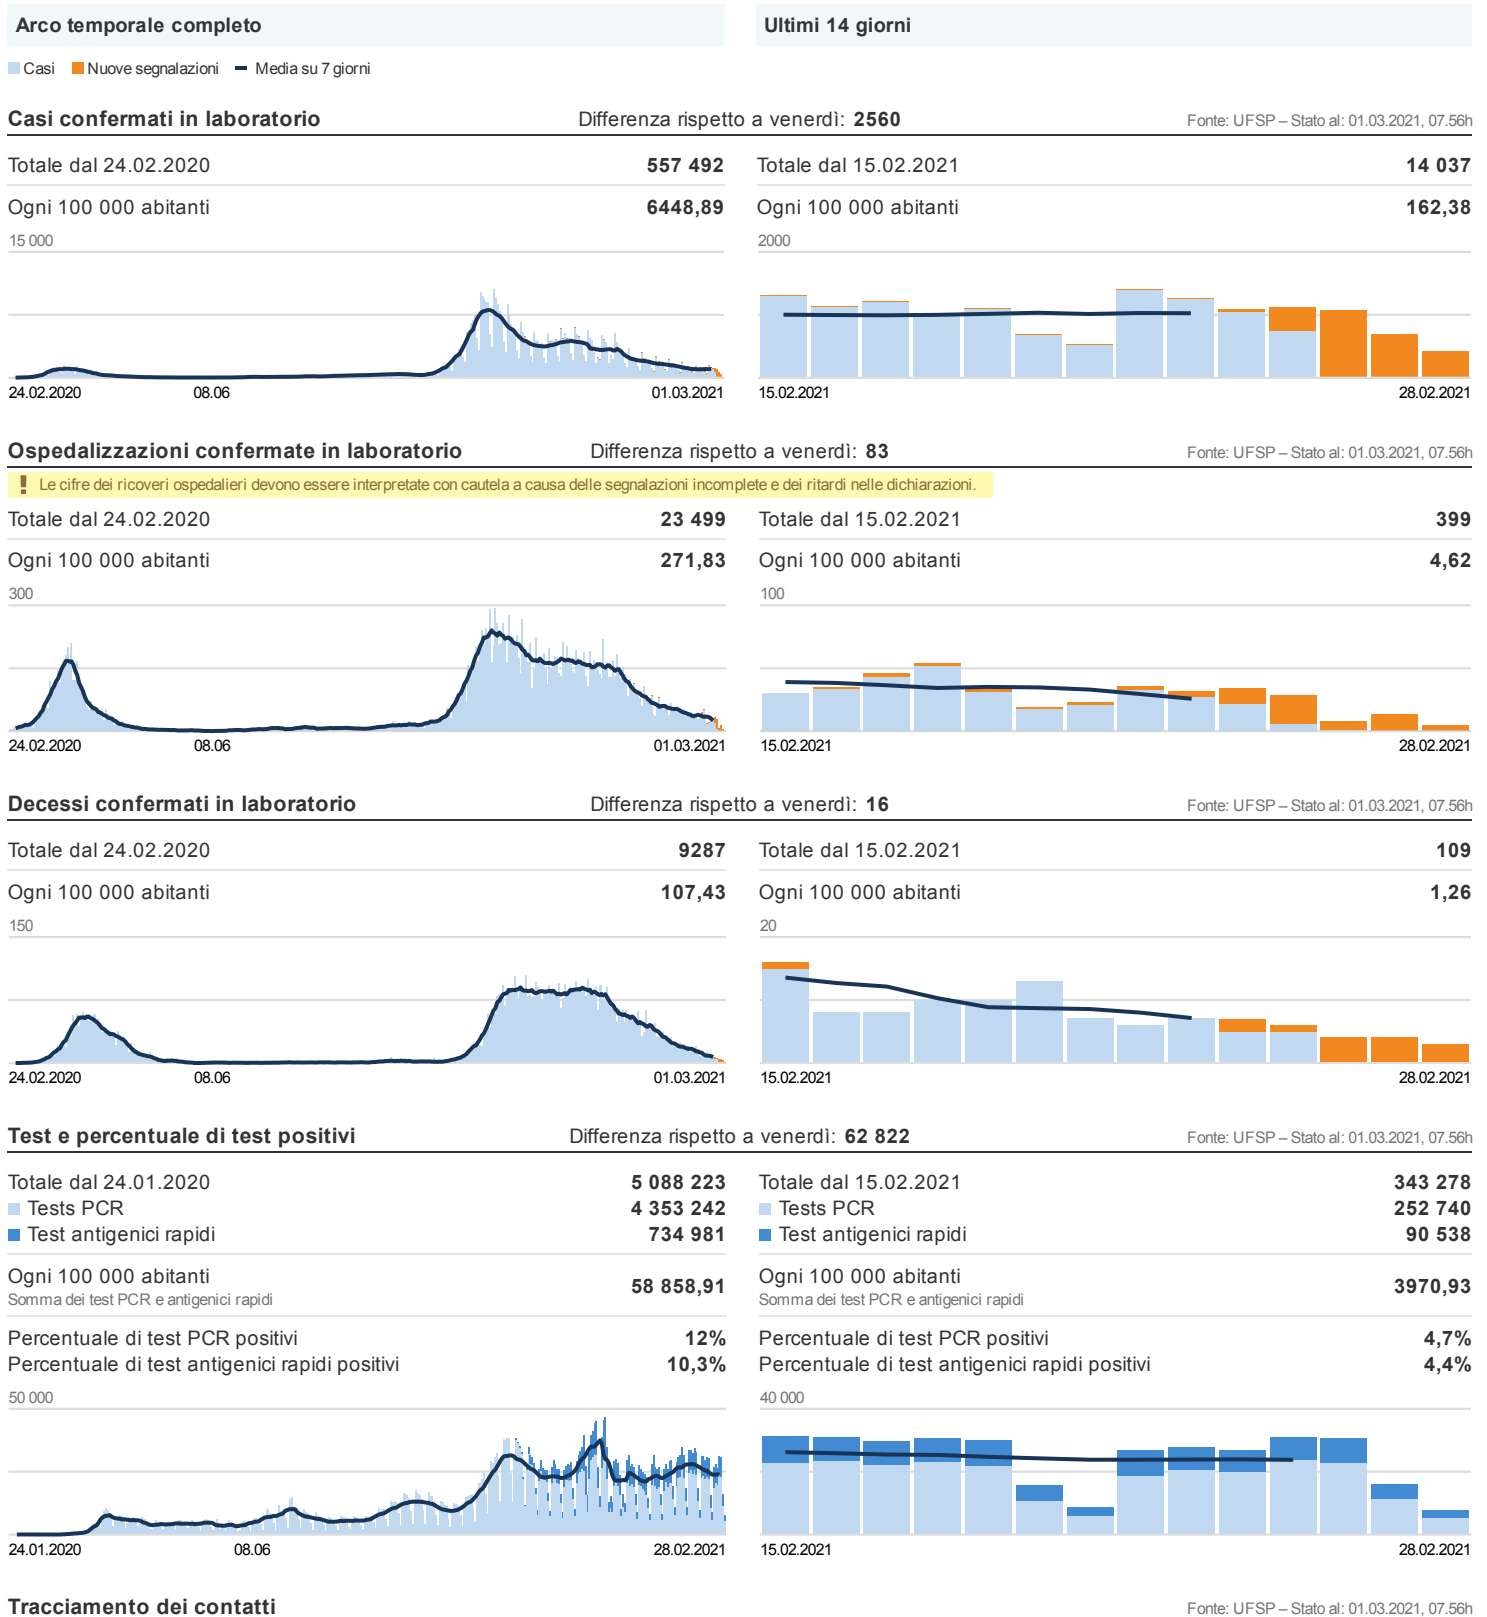 Arco temporale completo
Ultimi 14 giorni
Casi Nuove segnalazioni Media su 7 giorni
Casi confermati in laboratorio Differenza rispetto a venerdì: 2560 Fonte: UFSP – Stato al: 01.03.2021, 07.56h
Totale dal 24.02.2020 557 492
Ogni 100 000 abitanti 6448,89
15 000
24.02.2020 08.06 01.03.2021
Totale dal 15.02.2021 14 037
Ogni 100 000 abitanti 162,38
2000
15.02.2021 28.02.2021
Ospedalizzazioni confermate in laboratorio Differenza rispetto a venerdì: 83 Fonte: UFSP – Stato al: 01.03.2021, 07.56h
! Le cifre dei ricoveri ospedalieri devono essere interpretate con cautela a causa delle segnalazioni incomplete e dei ritardi nelle dichiarazioni.
Totale dal 24.02.2020 23 499
Ogni 100 000 abitanti 271,83
300
24.02.2020 08.06 01.03.2021
Totale dal 15.02.2021 399
Ogni 100 000 abitanti 4,62
100
15.02.2021 28.02.2021
Decessi confermati in laboratorio Differenza rispetto a venerdì: 16 Fonte: UFSP – Stato al: 01.03.2021, 07.56h
Totale dal 24.02.2020 9287
Ogni 100 000 abitanti 107,43
150
24.02.2020 08.06 01.03.2021
Totale dal 15.02.2021 109
Ogni 100 000 abitanti 1,26
20
15.02.2021 28.02.2021
Test e percentuale di test positivi Differenza rispetto a venerdì: 62 822 Fonte: UFSP – Stato al: 01.03.2021, 07.56h
Totale dal 24.01.2020 5 088 223
Tests PCR 4 353 242
Test antigenici rapidi 734 981
Ogni 100 000 abitanti 58 858,91
Somma dei test PCR e antigenici rapidi
Percentuale di test PCR positivi 12%
Percentuale di test antigenici rapidi positivi 10,3%
50 000
24.01.2020 08.06 28.02.2021
Totale dal 15.02.2021 343 278
Tests PCR 252 740
Test antigenici rapidi 90 538
Ogni 100 000 abitanti 3970,93
Somma dei test PCR e antigenici rapidi
Percentuale di test PCR positivi 4,7%
Percentuale di test antigenici rapidi positivi 4,4%
40 000
15.02.2021 28.02.2021
Tracciamento dei contatti Fonte: UFSP – Stato al: 01.03.2021, 07.56h